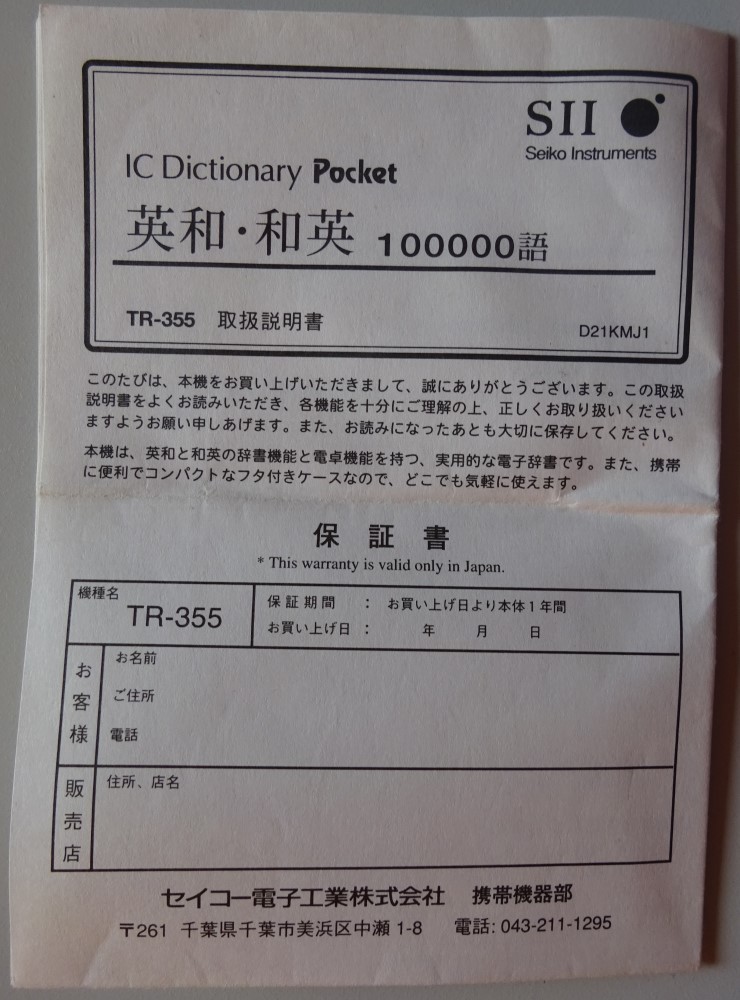 SII
Seiko Instruments
IC Dictionary Pocket
英和・和英 100000語
TR-355 取扱説明書 D21KMJ1
このたびは、本機をお買い上げいただきまして、誠にありがとうございます。この取扱
説明書をよくお読みいただき、各機能を十分にご理解の上、正しくお取り扱いください
ますようお願い申しあげます。また、お読みになったあとも大切に保存してください。
本機は、英和と和英の辞書機能と電卓機能を持つ、実用的な電子辞書です。また、携帯
に便利でコンパクトなフタ付きケースなので、どこでも気軽に使えます。
保証書
* This warranty is valid only in Japan.
機種名
TR-355
保証期間 : お買い上げ日より本体1年間
お買い上げ日 : 年 月 日
お客様
お名前
ご住所
電話
販売店
住所、店名
セイコー電子工業株式会社 携帯機器部
〒261 千葉県千葉市美浜区中瀬 1-8 電話: 043-211-1295